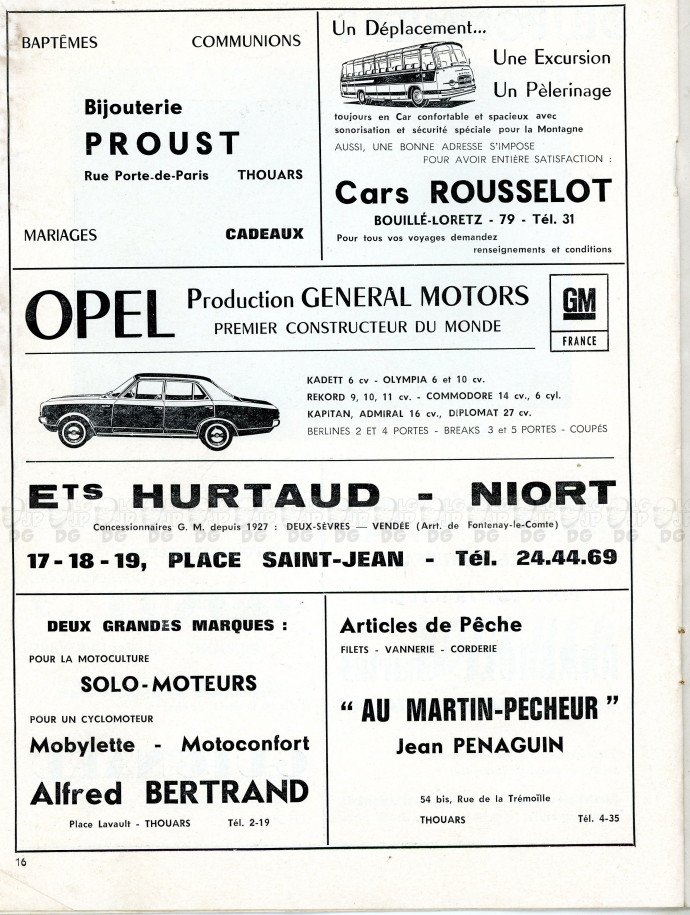 BAPTÊMES COMMUNIONS
Bijouterie
PROUST
Rue Porte-de-Paris THOUARS
MARIAGES CADEAUX
Un Déplacement...
Une Excursion
Un Pèlerinage
toujours en Car confortable et spacieux avec
sonorisation et sécurité spéciale pour la Montagne
AUSSI, UNE BONNE ADRESSE S'IMPOSE
POUR AVOIR ENTIÈRE SATISFACTION :
Cars ROUSSELOT
BOUILLÉ-LORETZ - 79 - Tél. 31
Pour tous vos voyages demandez
renseignements et conditions
OPEL Production GENERAL MOTORS
PREMIER CONSTRUCTEUR DU MONDE
GM
FRANCE
KADETT 6 cv - OLYMPIA 6 et 10 cv.
REKORD 9, 10, 11 cv. - COMMODORE 14 cv., 6 cyl.
KAPITAN, ADMIRAL 16 cv., DIPLOMAT 27 cv.
BERLINES 2 ET 4 PORTES - BREAKS 3 et 5 PORTES - COUPÉS
ETS HURTAUD - NIORT
Concessionnaires G. M. depuis 1927 : DEUX-SÈVRES — VENDÉE (Arrt. de Fontenay-le-Comte)
17-18-19, PLACE SAINT-JEAN - Tél. 24.44.69
DEUX GRANDES MARQUES :
POUR LA MOTOCULTURE
SOLO-MOTEURS
POUR UN CYCLOMOTEUR
Mobylette - Motoconfort
Alfred BERTRAND
Place Lavault - THOUARS Tél. 2-19
Articles de Pêche
FILETS - VANNERIE - CORDERIE
“ AU MARTIN-PECHEUR ”
Jean PENAGUIN
54 bis, Rue de la Trémoïlle
THOUARS Tél. 4-35
16